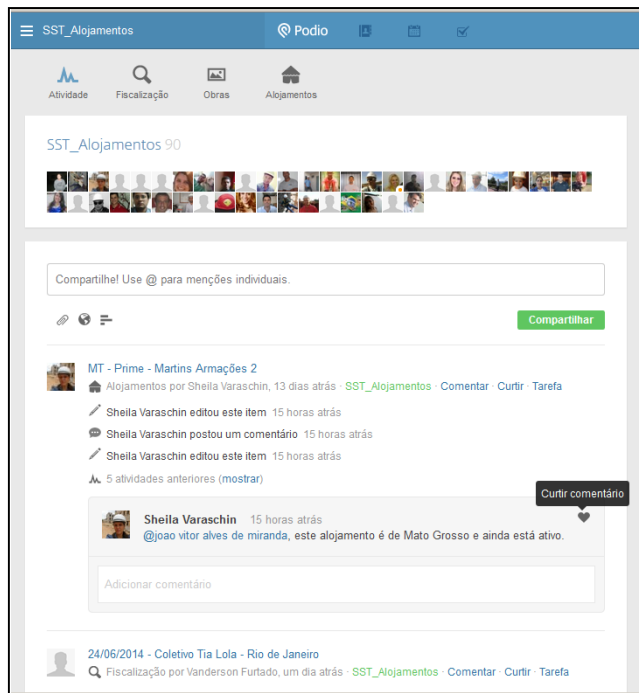 SST_Alojamentos Podio
Atividade Fiscalização Obras Alojamentos
SST_Alojamentos 90
Compartilhe! Use @ para menções individuais.
Compartilhar
MT - Prime - Martins Armações 2
Alojamentos por Sheila Varaschin, 13 dias atrás · SST_Alojamentos · Comentar · Curtir · Tarefa
Sheila Varaschin editou este item 15 horas atrás
Sheila Varaschin postou um comentário 15 horas atrás
Sheila Varaschin editou este item 15 horas atrás
5 atividades anteriores (mostrar)
Curtir comentário
Sheila Varaschin 15 horas atrás
@joao vitor alves de miranda, este alojamento é de Mato Grosso e ainda está ativo.
Adicionar comentário
24/06/2014 - Coletivo Tia Lola - Rio de Janeiro
Fiscalização por Vanderson Furtado, um dia atrás · SST_Alojamentos · Comentar · Curtir · Tarefa